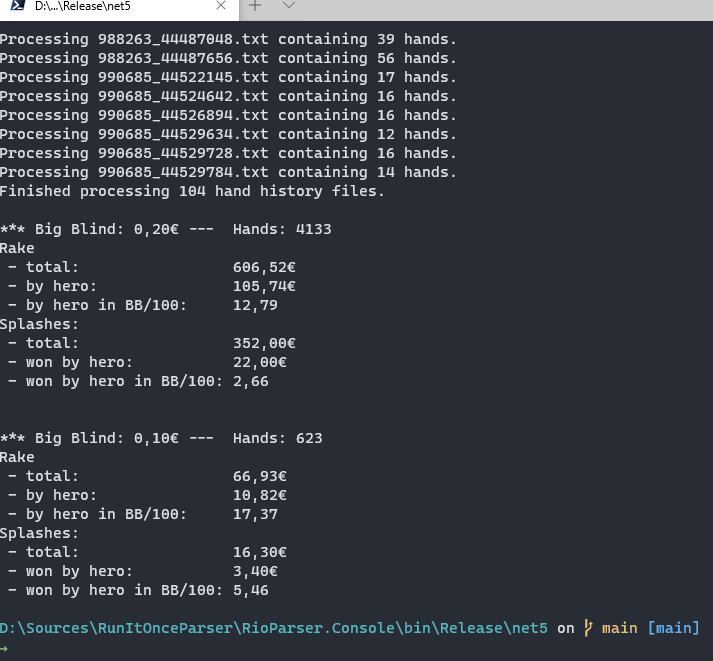 D:\...\Release\net5
Processing 988263_44487048.txt containing 39 hands.
Processing 988263_44487656.txt containing 56 hands.
Processing 990685_44522145.txt containing 17 hands.
Processing 990685_44524642.txt containing 16 hands.
Processing 990685_44526894.txt containing 16 hands.
Processing 990685_44529634.txt containing 12 hands.
Processing 990685_44529728.txt containing 16 hands.
Processing 990685_44529784.txt containing 14 hands.
Finished processing 104 hand history files.
*** Big Blind: 0,20€ ---  Hands: 4133
Rake
 - total:                  606,52€
 - by hero:                105,74€
 - by hero in BB/100:      12,79
Splashes:
 - total:                  352,00€
 - won by hero:            22,00€
 - won by hero in BB/100: 2,66
*** Big Blind: 0,10€ ---  Hands: 623
Rake
 - total:                  66,93€
 - by hero:                10,82€
 - by hero in BB/100:      17,37
Splashes:
 - total:                  16,30€
 - won by hero:            3,40€
 - won by hero in BB/100: 5,46
D:\Sources\RunItOnceParser\RioParser.Console\bin\Release\net5 on main [main]
→